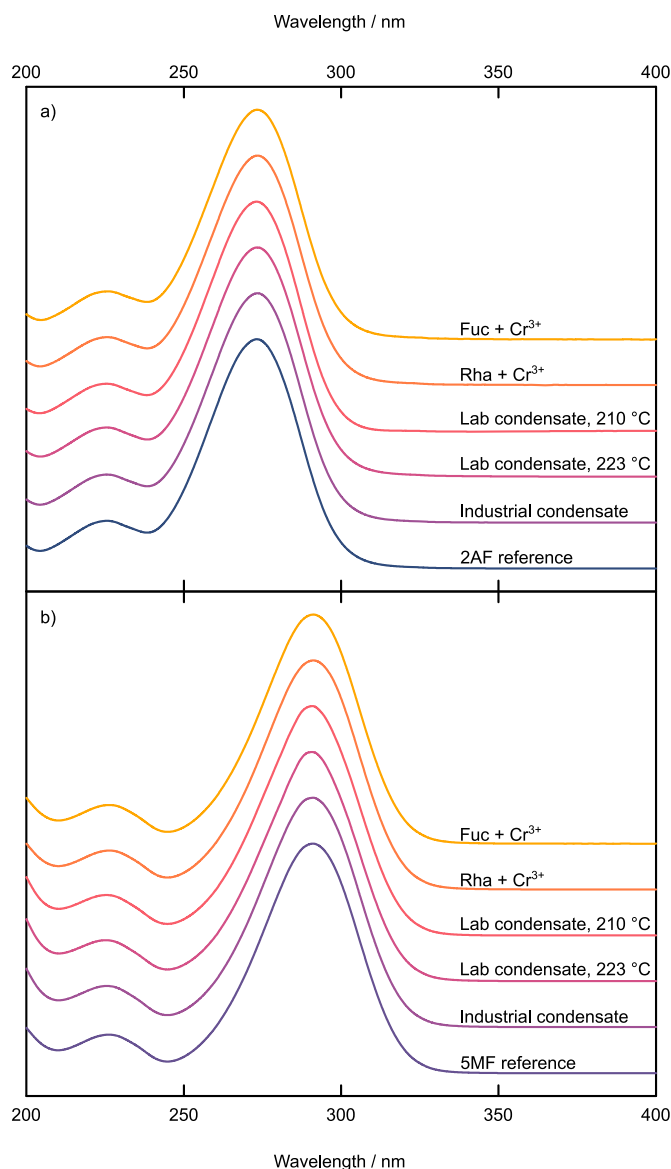 Wavelength / nm
200 250 300 350 400
a)
Fuc + Cr³⁺
Rha + Cr³⁺
Lab condensate, 210 °C
Lab condensate, 223 °C
Industrial condensate
2AF reference
b)
Fuc + Cr³⁺
Rha + Cr³⁺
Lab condensate, 210 °C
Lab condensate, 223 °C
Industrial condensate
5MF reference
200 250 300 350 400
Wavelength / nm